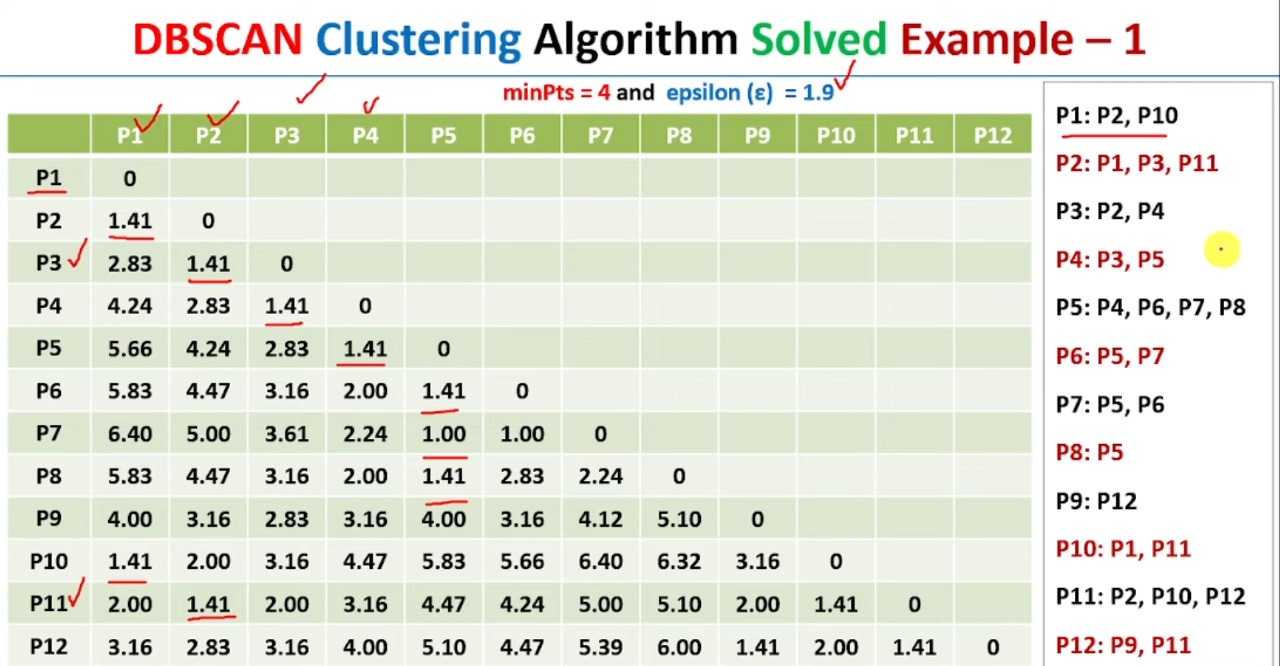 DBSCAN Clustering Algorithm Solved Example – 1
minPts = 4 and epsilon (ε) = 1.9
P1 P2 P3 P4 P5 P6 P7 P8 P9 P10 P11 P12
P1 0
P2 1.41 0
P3 2.83 1.41 0
P4 4.24 2.83 1.41 0
P5 5.66 4.24 2.83 1.41 0
P6 5.83 4.47 3.16 2.00 1.41 0
P7 6.40 5.00 3.61 2.24 1.00 1.00 0
P8 5.83 4.47 3.16 2.00 1.41 2.83 2.24 0
P9 4.00 3.16 2.83 3.16 4.00 3.16 4.12 5.10 0
P10 1.41 2.00 3.16 4.47 5.83 5.66 6.40 6.32 3.16 0
P11 2.00 1.41 2.00 3.16 4.47 4.24 5.00 5.10 2.00 1.41 0
P12 3.16 2.83 3.16 4.00 5.10 4.47 5.39 6.00 1.41 2.00 1.41 0
P1: P2, P10
P2: P1, P3, P11
P3: P2, P4
P4: P3, P5
P5: P4, P6, P7, P8
P6: P5, P7
P7: P5, P6
P8: P5
P9: P12
P10: P1, P11
P11: P2, P10, P12
P12: P9, P11